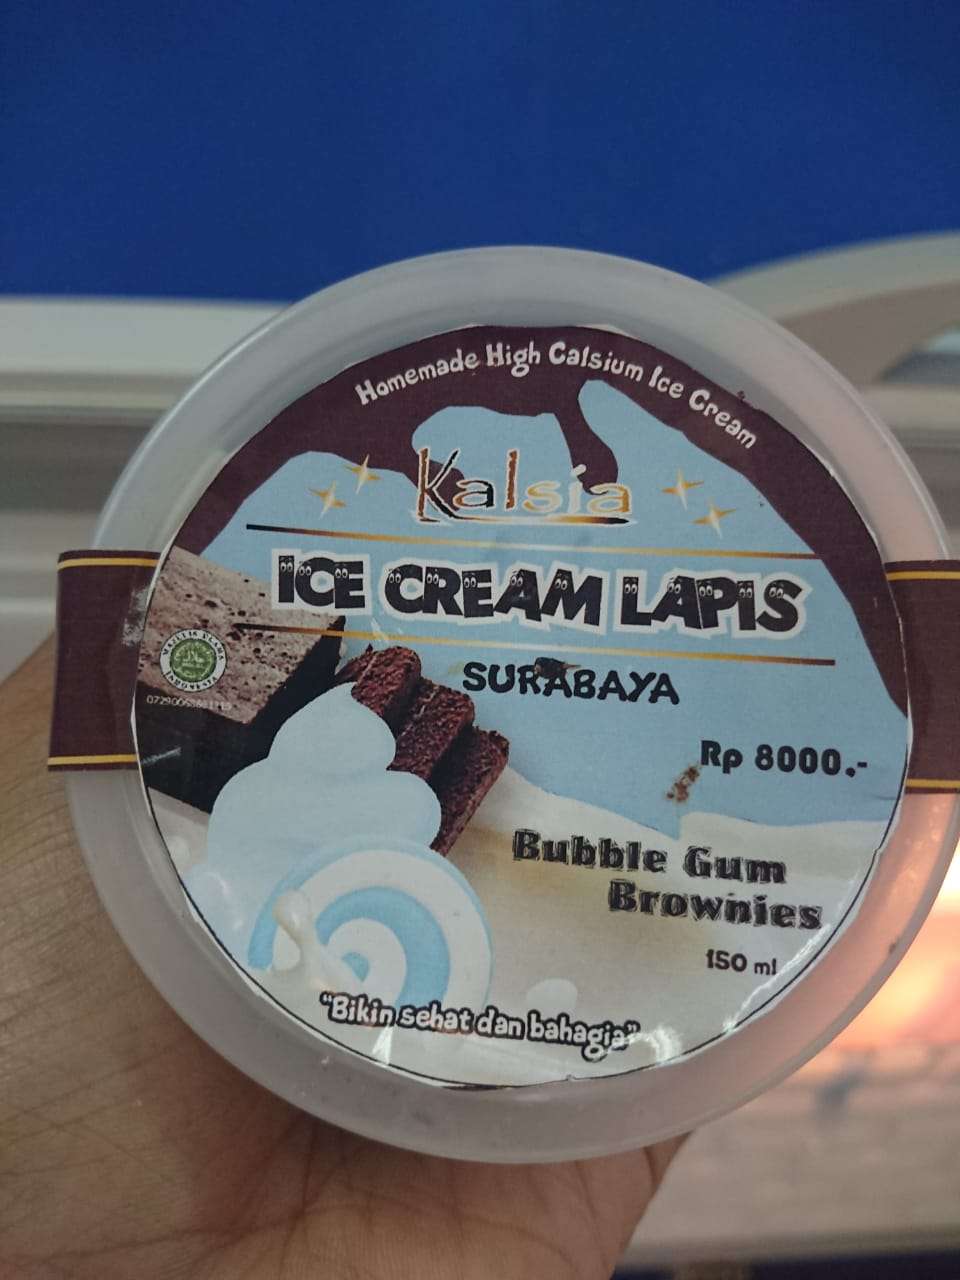 Homemade High Calsium Ice Cream
Kalsia
ICE CREAM LAPIS
SURABAYA
Rp 8000.-
Bubble Gum
Brownies
150 ml
"Bikin sehat dan bahagia"